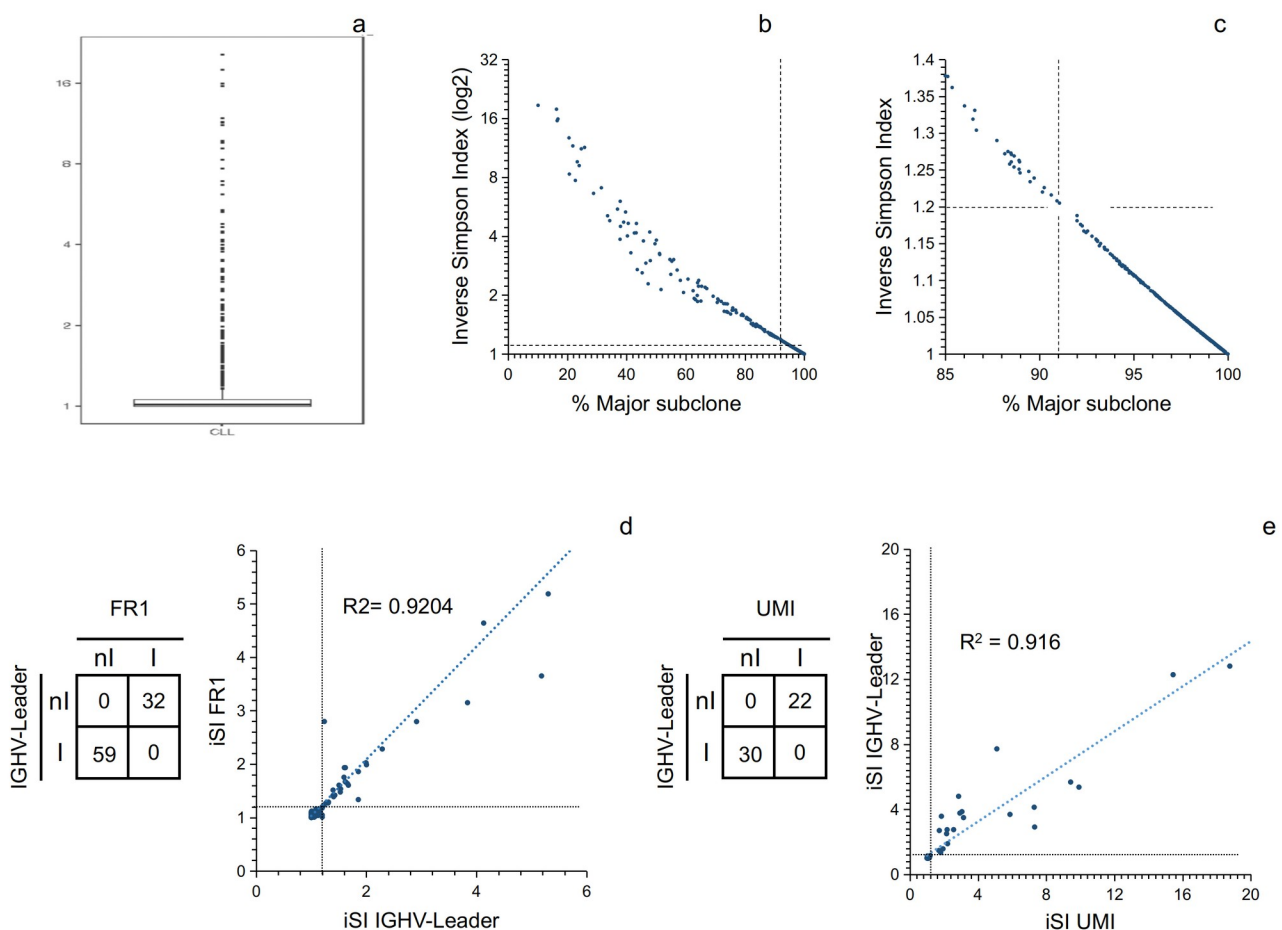 a
16
8
4
2
1
CLL
b
Inverse Simpson Index (log2)
32
16
8
4
2
1
0 20 40 60 80 100
% Major subclone
c
Inverse Simpson Index
1.4
1.35
1.3
1.25
1.2
1.15
1.1
1.05
1
85 90 95 100
% Major subclone
FR1
nI I
IGHV-Leader
nI 0 32
I 59 0
d
iSI FR1
6
5
4
3
2
1
0
R2= 0.9204
0 2 4 6
iSI IGHV-Leader
UMI
nI I
IGHV-Leader
nI 0 22
I 30 0
e
iSI IGHV-Leader
20
16
12
8
4
0
R² = 0.916
0 4 8 12 16 20
iSI UMI